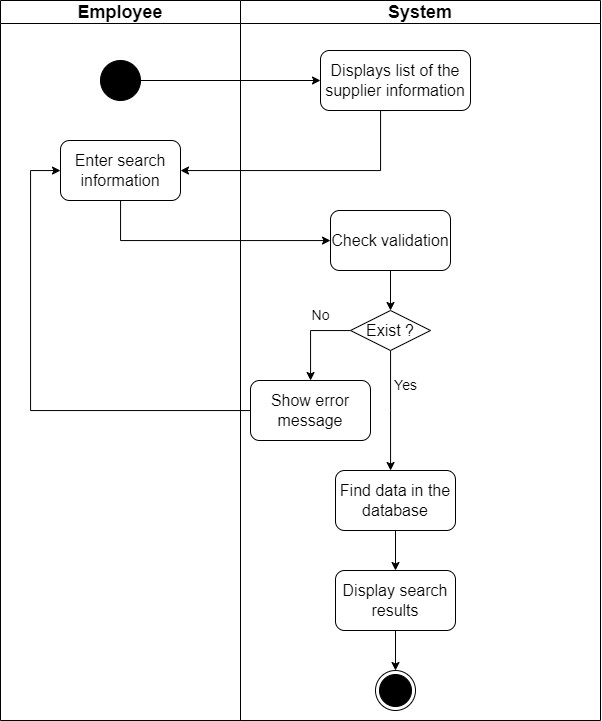 Employee
System
Displays list of the
supplier information
Enter search
information
Check validation
Exist ?
No
Yes
Show error
message
Find data in the
database
Display search
results